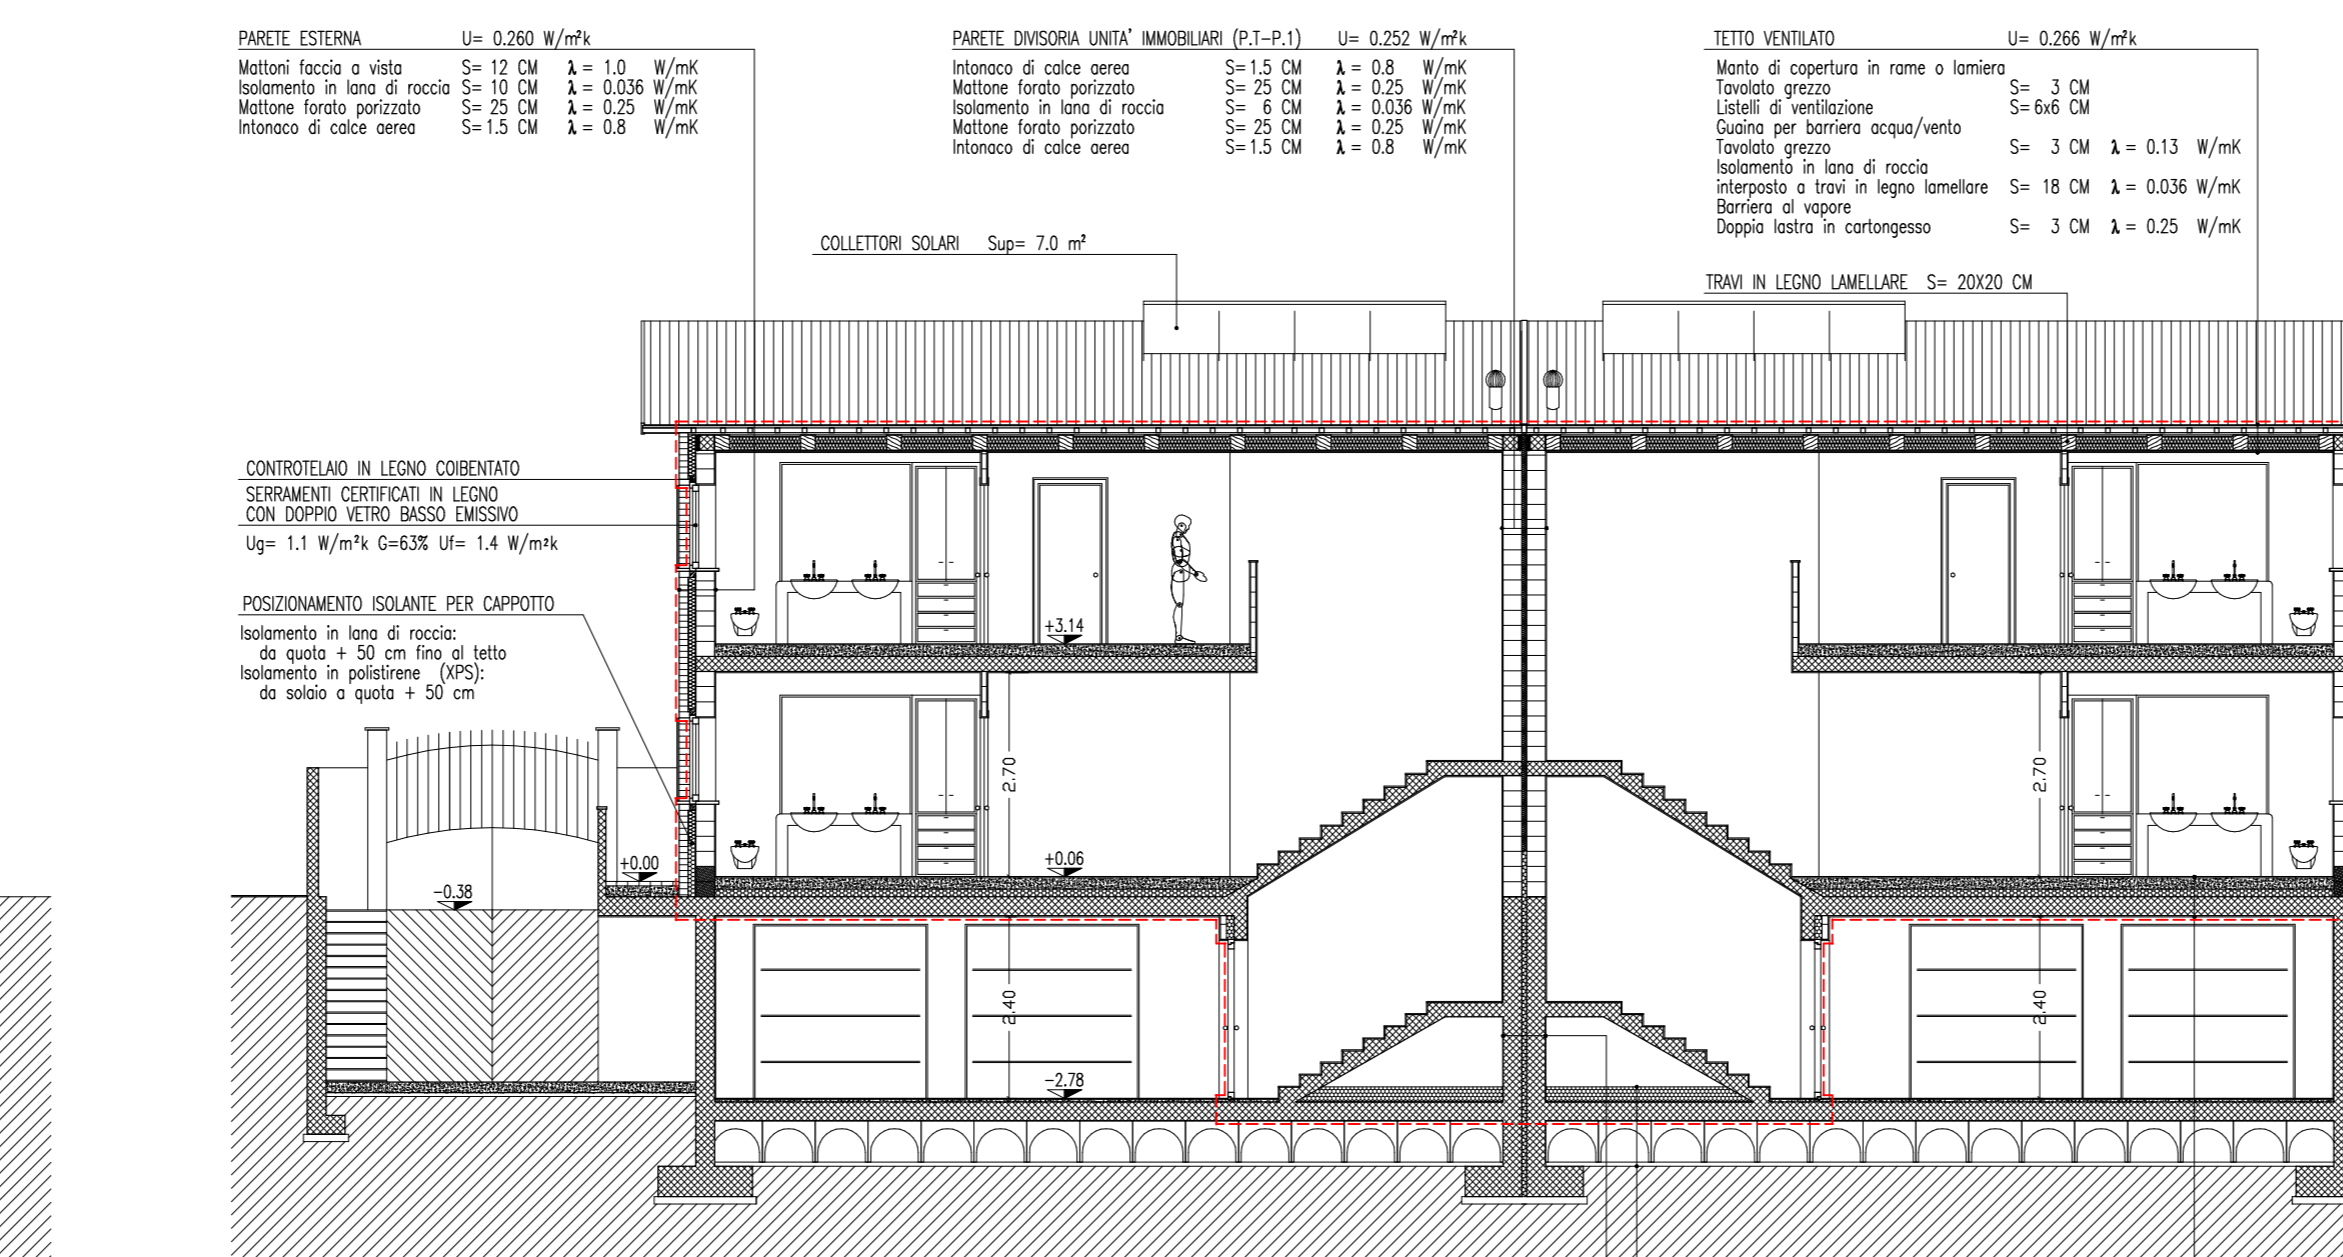 PARETE ESTERNA U= 0.260 W/m²k
Mattoni faccia a vista S= 12 CM λ = 1.0 W/mK
Isolamento in lana di roccia S= 10 CM λ = 0.036 W/mK
Mattone forato porizzato S= 25 CM λ = 0.25 W/mK
Intonaco di calce aerea S= 1.5 CM λ = 0.8 W/mK
PARETE DIVISORIA UNITA' IMMOBILIARI (P.T-P.1) U= 0.252 W/m²k
Intonaco di calce aerea S= 1.5 CM λ = 0.8 W/mK
Mattone forato porizzato S= 25 CM λ = 0.25 W/mK
Isolamento in lana di roccia S= 6 CM λ = 0.036 W/mK
Mattone forato porizzato S= 25 CM λ = 0.25 W/mK
Intonaco di calce aerea S= 1.5 CM λ = 0.8 W/mK
TETTO VENTILATO U= 0.266 W/m²k
Manto di copertura in rame o lamiera
Tavolato grezzo S= 3 CM
Listelli di ventilazione S= 6x6 CM
Guaina per barriera acqua/vento
Tavolato grezzo S= 3 CM λ = 0.13 W/mK
Isolamento in lana di roccia
interposto a travi in legno lamellare S= 18 CM λ = 0.036 W/mK
Barriera al vapore
Doppia lastra in cartongesso S= 3 CM λ = 0.25 W/mK
COLLETTORI SOLARI Sup= 7.0 m²
TRAVI IN LEGNO LAMELLARE S= 20X20 CM
CONTROTELAIO IN LEGNO COIBENTATO
SERRAMENTI CERTIFICATI IN LEGNO
CON DOPPIO VETRO BASSO EMISSIVO
Ug= 1.1 W/m²k G=63% Uf= 1.4 W/m²k
POSIZIONAMENTO ISOLANTE PER CAPPOTTO
Isolamento in lana di roccia:
da quota + 50 cm fino al tetto
Isolamento in polistirene (XPS):
da solaio a quota + 50 cm
+3.14
2.70
2.70
+0.00
+0.06
-0.38
2.40
2.40
-2.78